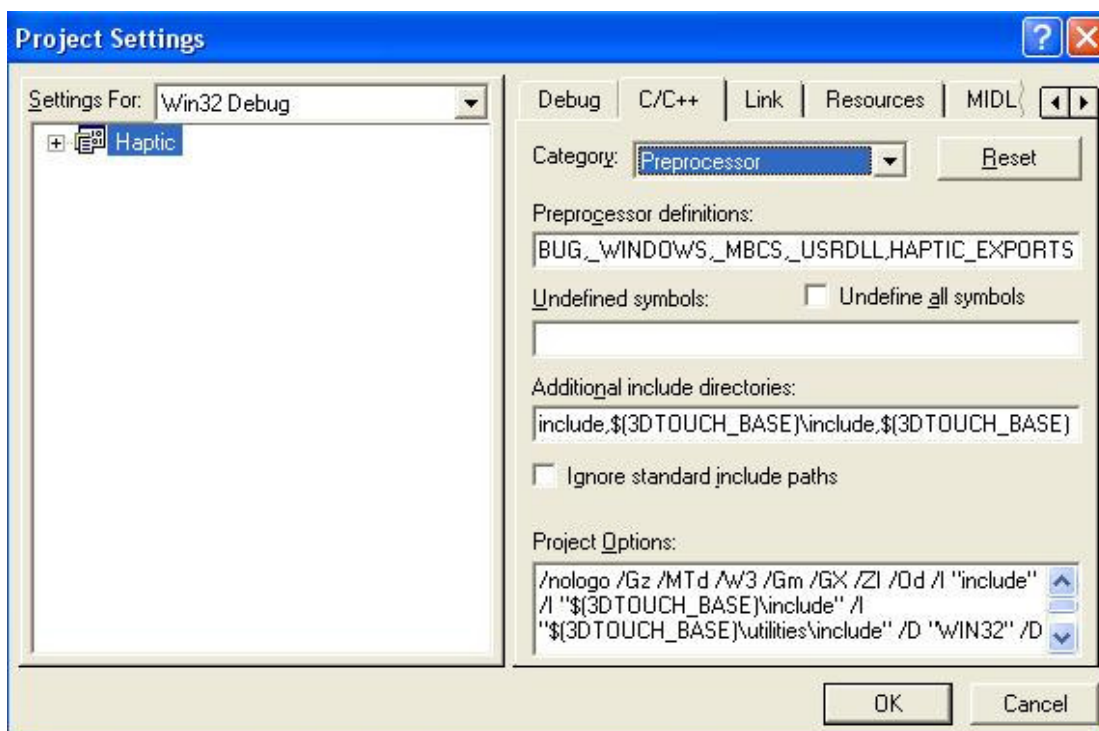 Project Settings
Settings For: Win32 Debug
Haptic
Debug C/C++ Link Resources MIDL
Category: Preprocessor Reset
Preprocessor definitions:
BUG,_WINDOWS,_MBCS,_USRDLL,HAPTIC_EXPORTS
Undefined symbols: Undefine all symbols
Additional include directories:
include,$(3DTOUCH_BASE)\include,$(3DTOUCH_BASE)
Ignore standard include paths
Project Options:
/nologo /Gz /MTd /W3 /Gm /GX /ZI /Od /I "include"
/I "$(3DTOUCH_BASE)\include" /I
"$(3DTOUCH_BASE)\utilities\include" /D "WIN32" /D
OK Cancel